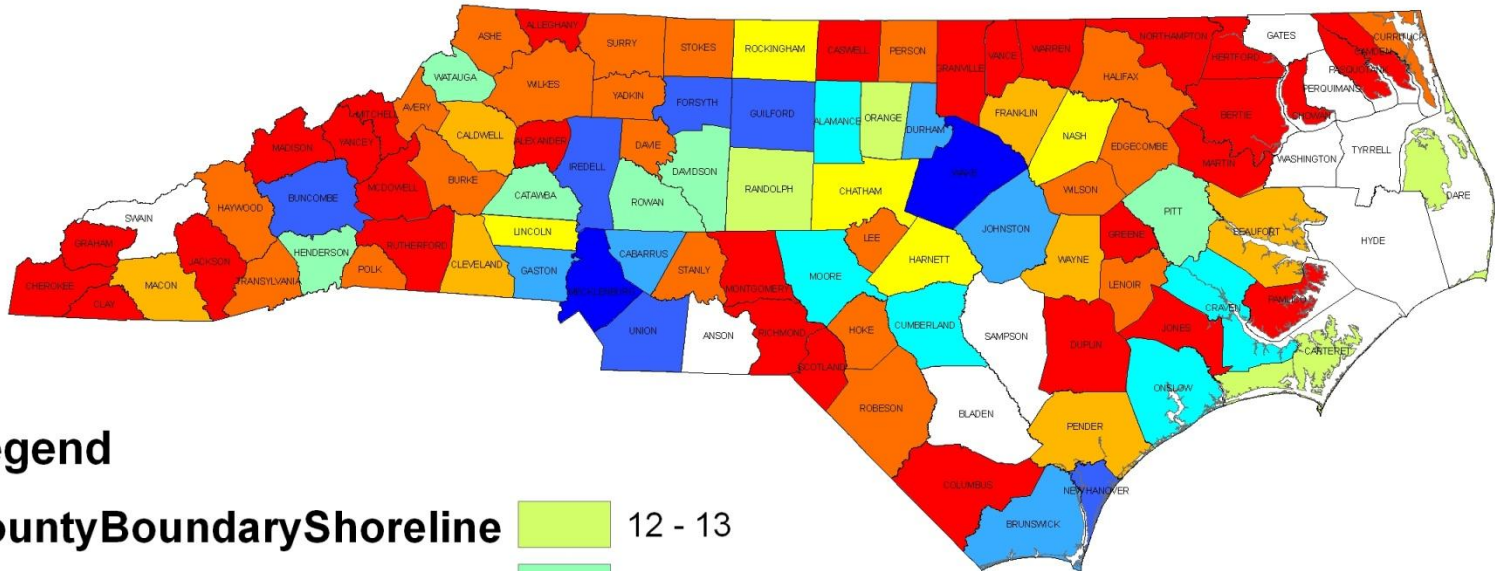 ALLEGHANY
ASHE
SURRY
STOKES
ROCKINGHAM
CASWELL
PERSON
GRANVILLE
VANCE
WARREN
NORTHAMPTON
GATES
CURRITUCK
HERTFORD
HALIFAX
WATAUGA
WILKES
YADKIN
FORSYTH
GUILFORD
ALAMANCE
ORANGE
DURHAM
FRANKLIN
NASH
BERTIE
PERQUIMANS
CHOWAN
MITCHELL
AVERY
CALDWELL
ALEXANDER
IREDELL
DAVIE
EDGECOMBE
MARTIN
WASHINGTON
TYRRELL
MADISON
YANCEY
DAVIDSON
RANDOLPH
CHATHAM
WAKE
WILSON
DARE
BUNCOMBE
MCDOWELL
BURKE
CATAWBA
ROWAN
PITT
SWAIN
HAYWOOD
LINCOLN
LEE
JOHNSTON
GREENE
BEAUFORT
HYDE
GRAHAM
JACKSON
HENDERSON
RUTHERFORD
CLEVELAND
GASTON
CABARRUS
STANLY
MONTGOMERY
MOORE
HARNETT
WAYNE
LENOIR
CHEROKEE
CLAY
MACON
TRANSYLVANIA
POLK
MECKLENBURG
CRAVEN
PAMLICO
UNION
ANSON
RICHMOND
HOKE
CUMBERLAND
SAMPSON
DUPLIN
JONES
CARTERET
SCOTLAND
ROBESON
BLADEN
ONSLOW
PENDER
COLUMBUS
NEW HANOVER
BRUNSWICK
egend
ountyBoundaryShoreline
12 - 13